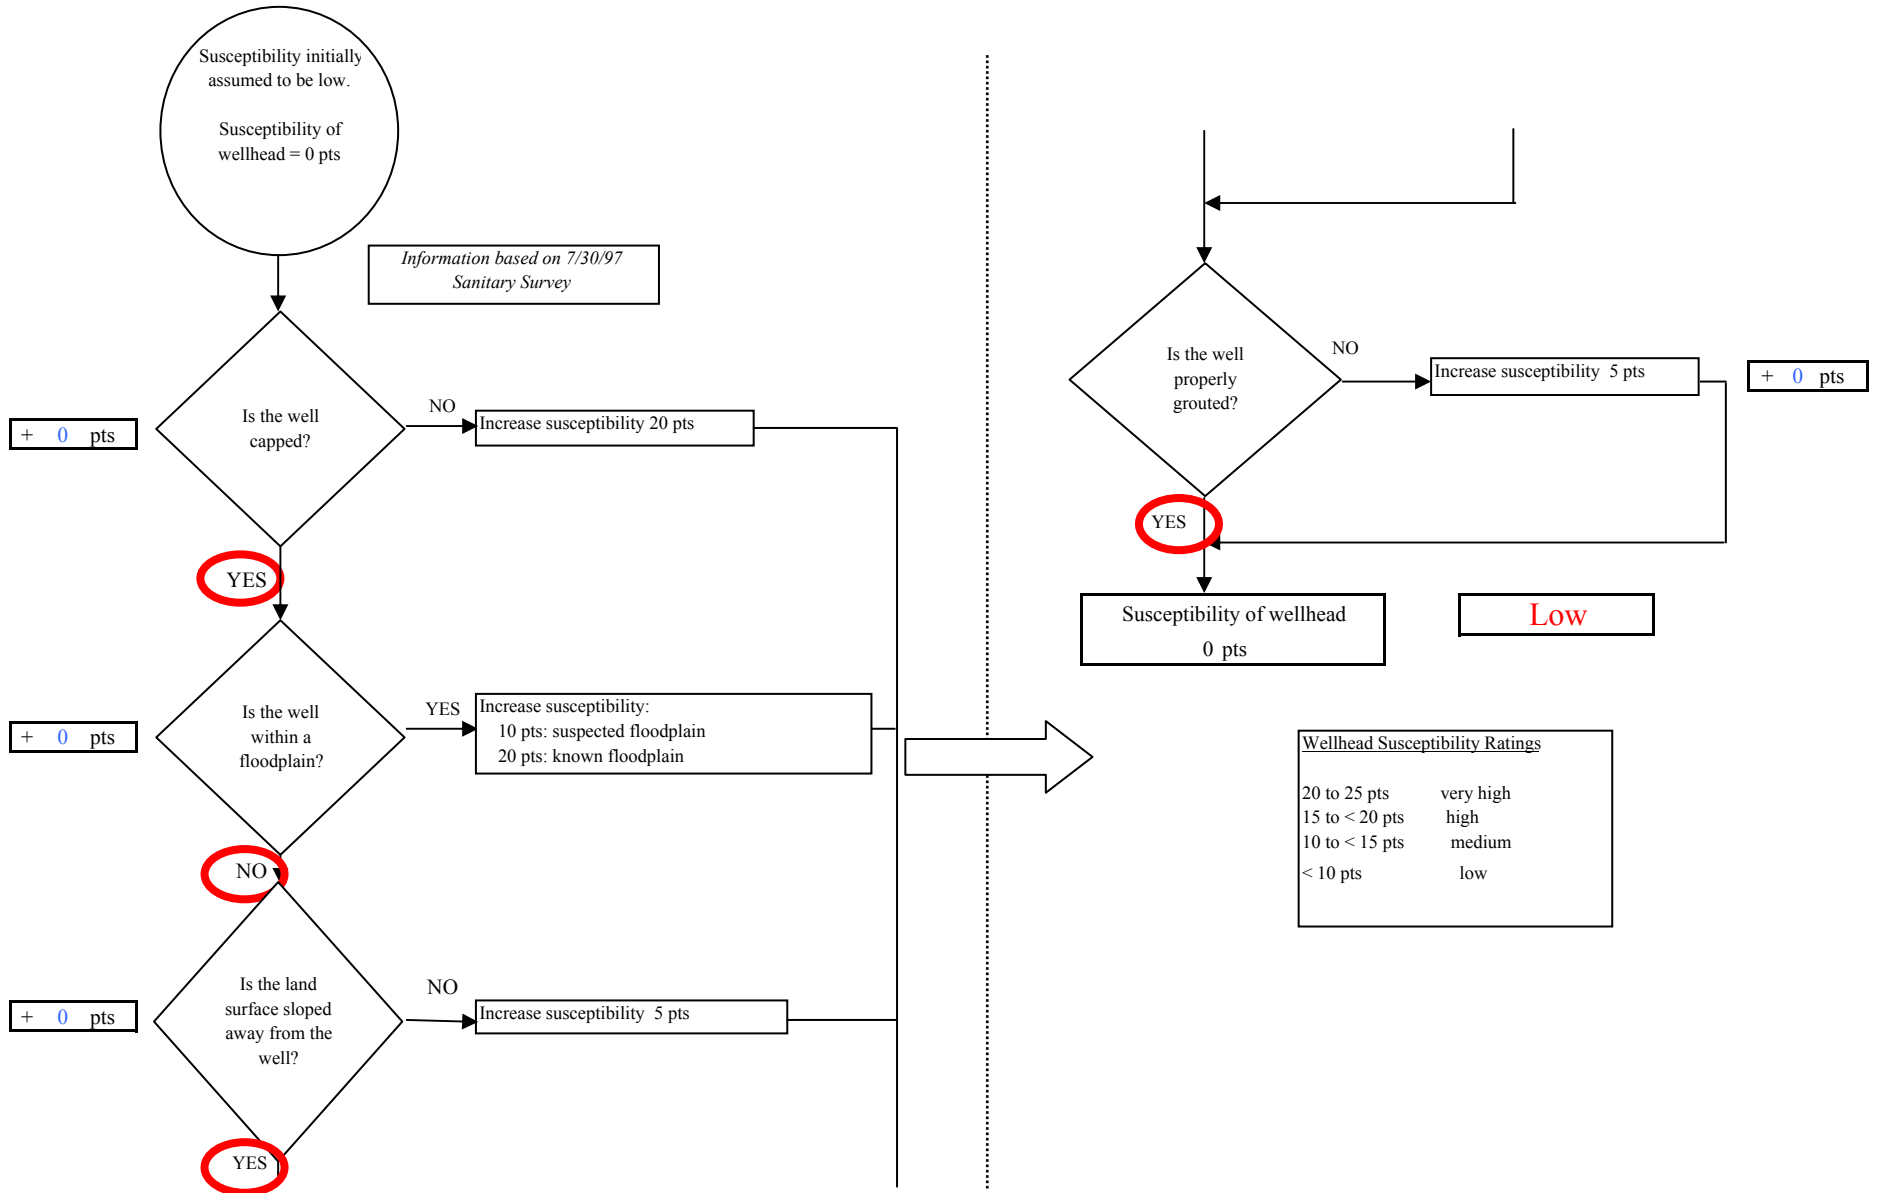 Susceptibility initially
assumed to be low.
Susceptibility of
wellhead = 0 pts
Information based on 7/30/97
Sanitary Survey
Is the well
capped?
NO
Increase susceptibility 20 pts
+ 0 pts
YES
Is the well
within a
floodplain?
YES
Increase susceptibility:
10 pts: suspected floodplain
20 pts: known floodplain
+ 0 pts
NO
Is the land
surface sloped
away from the
well?
NO
Increase susceptibility 5 pts
+ 0 pts
YES
Is the well
properly
grouted?
NO
Increase susceptibility 5 pts
+ 0 pts
YES
Susceptibility of wellhead
0 pts
Low
Wellhead Susceptibility Ratings
20 to 25 pts very high
15 to < 20 pts high
10 to < 15 pts medium
< 10 pts low